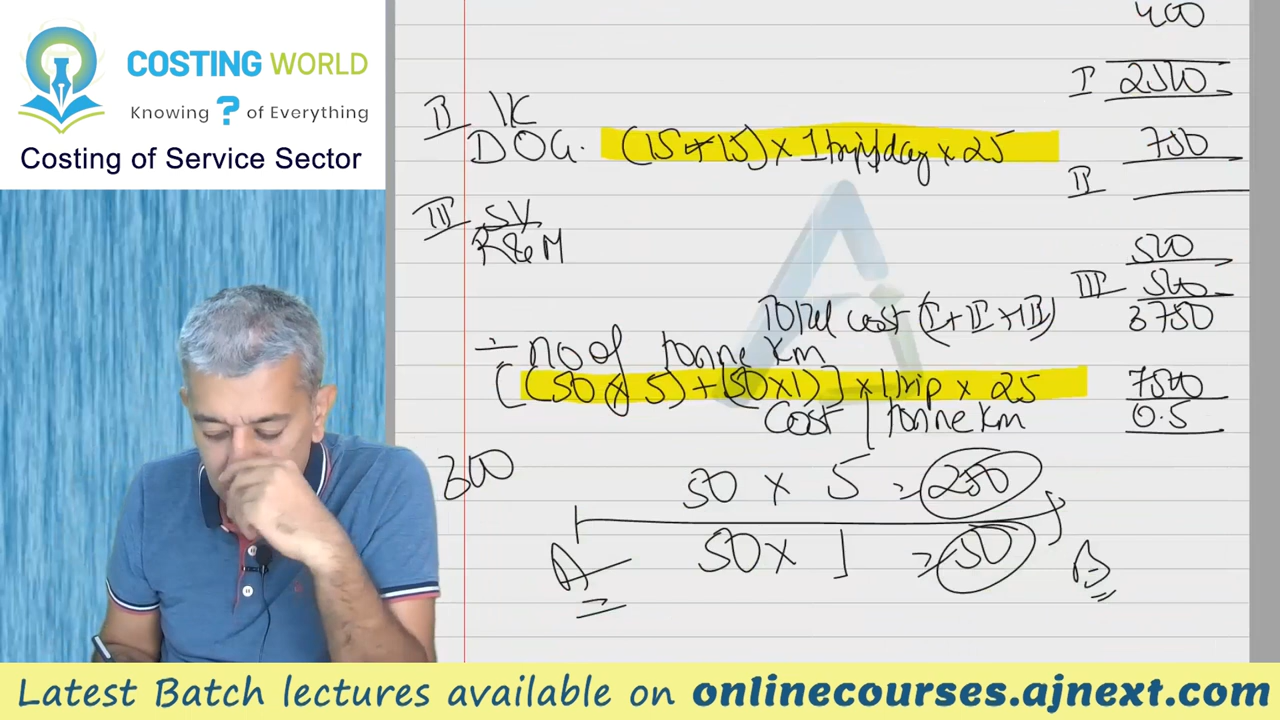 COSTING WORLD
Knowing ? of Everything
Costing of Service Sector
400
I 2500
II
DOG. (15+15) x 1 trip/day x 25 750
II
III SV
R&M 500
III 500
Total cost (I+II+III) 3750
÷ no of tonne km
[(50 x 5) + (50x1)] x 1 trip x 25 7500
Cost / tonne km 0.5
300 50 x 5 = 250
A 50 x 1 = 50 B
Latest Batch lectures available on onlinecourses.ajnext.com